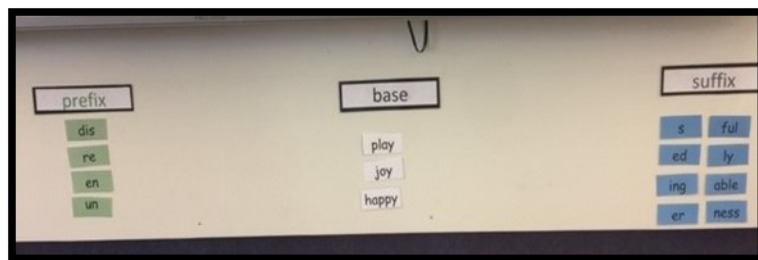 prefix
dis
re
en
un
base
play
joy
happy
suffix
s ful
ed ly
ing able
er ness